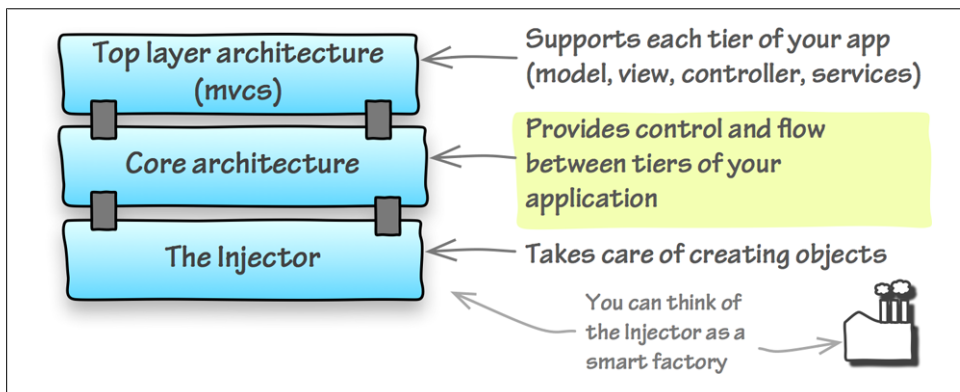 Top layer architecture
(mvcs)
Supports each tier of your app
(model, view, controller, services)
Core architecture
Provides control and flow
between tiers of your
application
The Injector
Takes care of creating objects
You can think of
the Injector as a
smart factory